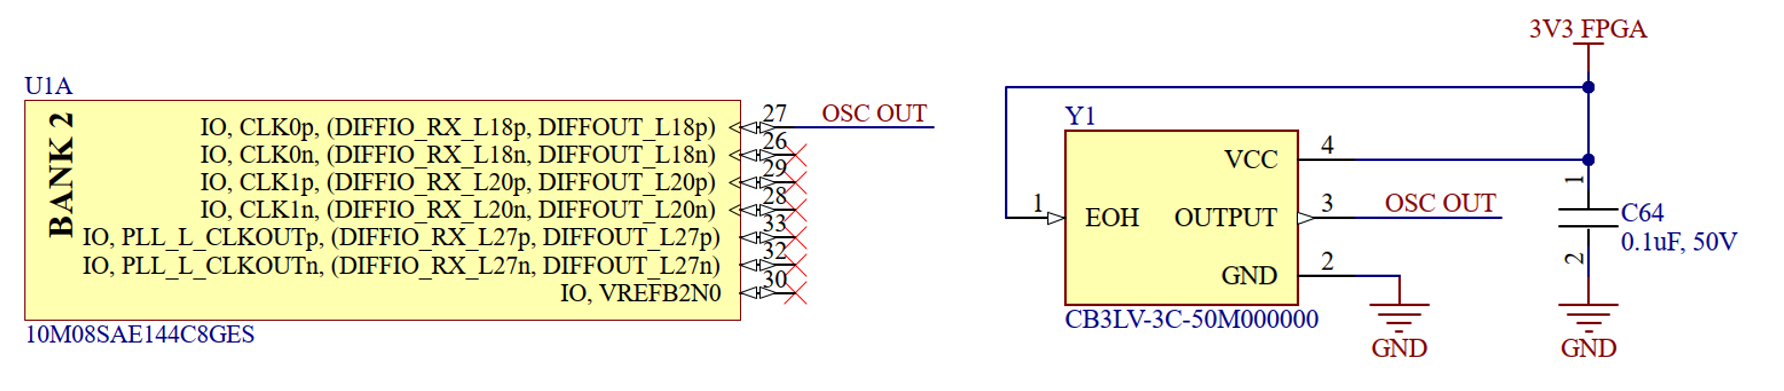 U1A
BANK 2
IO, CLK0p, (DIFFIO_RX_L18p, DIFFOUT_L18p) 27 OSC OUT
IO, CLK0n, (DIFFIO_RX_L18n, DIFFOUT_L18n) 26
IO, CLK1p, (DIFFIO_RX_L20p, DIFFOUT_L20p) 29
IO, CLK1n, (DIFFIO_RX_L20n, DIFFOUT_L20n) 28
IO, PLL_L_CLKOUTp, (DIFFIO_RX_L27p, DIFFOUT_L27p) 33
IO, PLL_L_CLKOUTn, (DIFFIO_RX_L27n, DIFFOUT_L27n) 32
IO, VREFB2N0 30
10M08SAE144C8GES
3V3 FPGA
Y1
VCC 4
1 EOH OUTPUT 3 OSC OUT
GND 2
CB3LV-3C-50M000000
GND
1
C64
0.1uF, 50V
2
GND